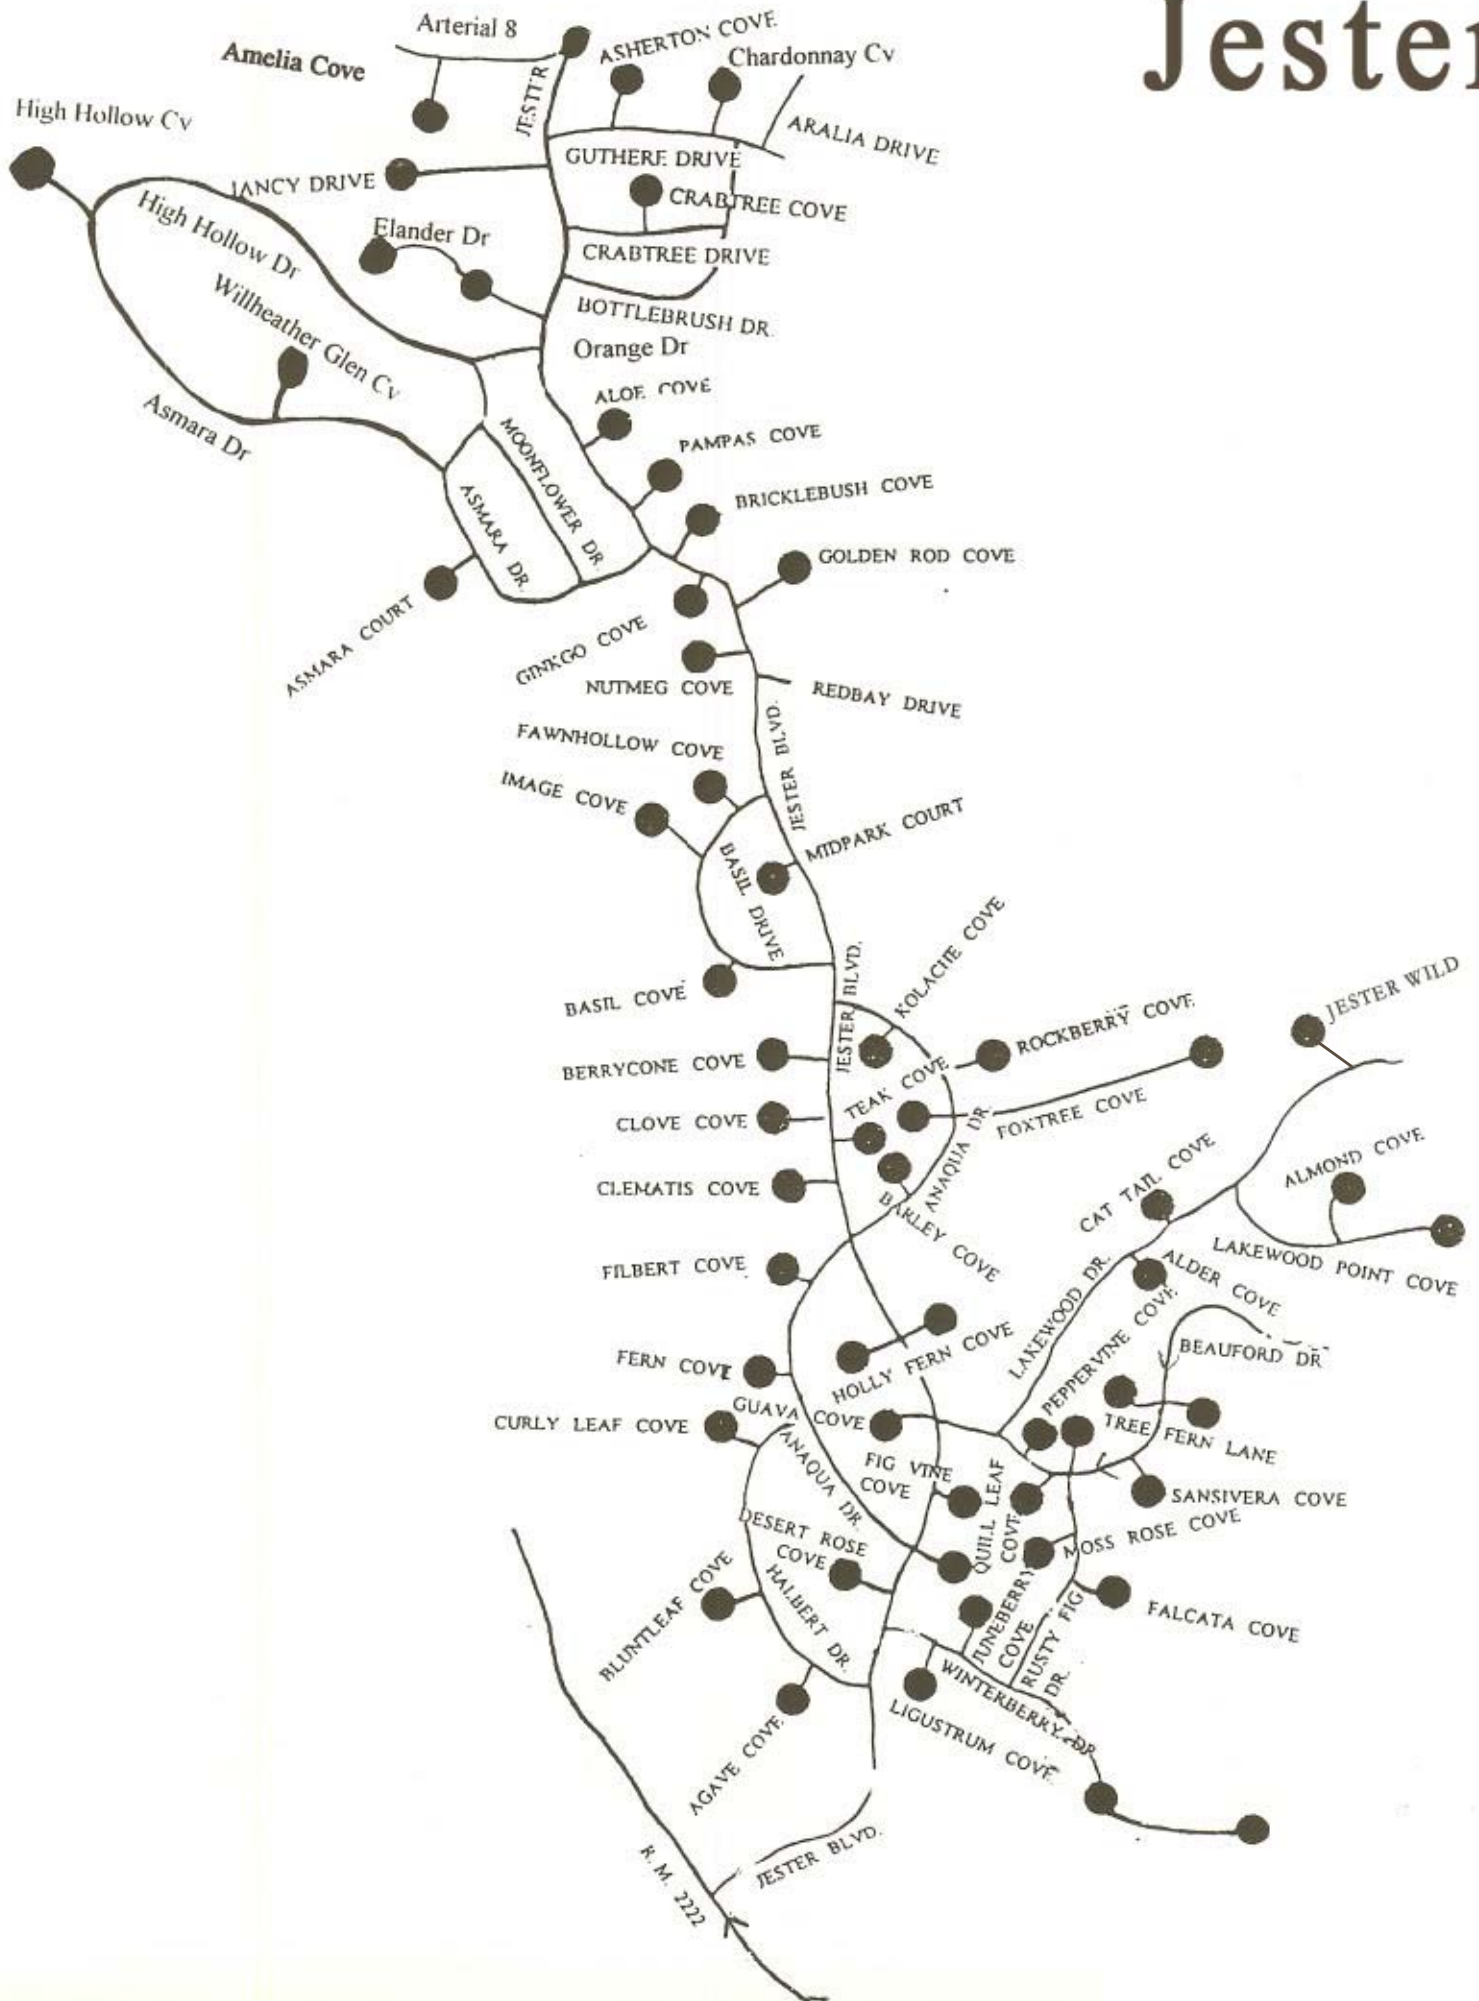 Jester
Arterial 8
ASHERTON COVE
Amelia Cove
Chardonnay Cv
High Hollow Cv
ARALIA DRIVE
GUTHERE DRIVE
JANCY DRIVE
CRABTREE COVE
High Hollow Dr
Elander Dr
CRABTREE DRIVE
Willheather Glen Cv
BOTTLEBRUSH DR.
Orange Dr
ALOE COVE
Asmara Dr
MOONFLOWER DR.
PAMPAS COVE
ASMARA DR.
BRICKLEBUSH COVE
GOLDEN ROD COVE
ASMARA COURT
GINKGO COVE
NUTMEG COVE
REDBAY DRIVE
JESTER BLVD.
FAWNHOLLOW COVE
IMAGE COVE
MIDPARK COURT
BASIL DRIVE
KOLACHE COVE
JESTER BLVD.
BASIL COVE
JESTER WILD
ROCKBERRY COVE
BERRYCONE COVE
TEAK COVE
FOXTREE COVE
CLOVE COVE
ANAQUA DR.
CAT TAIL COVE
ALMOND COVE
CLEMATIS COVE
BARLEY COVE
LAKEWOOD POINT COVE
FILBERT COVE
LAKEWOOD DR.
ALDER COVE
PEPPERVINE COVE
BEAUFORD DR
FERN COVE
HOLLY FERN COVE
GUAVA COVE
CURLY LEAF COVE
TREE FERN LANE
ANAQUA DR.
FIG VINE
COVE
QUILL LEAF
COVE
SANSIVERA COVE
MOSS ROSE COVE
DESERT ROSE
COVE
BLUNTLEAF COVE
HALBERT DR.
JUNEBERRY
COVE
RUSTY FIG
DR.
FALCATA COVE
WINTERBERRY DR
LIGUSTRUM COVE
AGAVE COVE
JESTER BLVD.
R. M. 2222